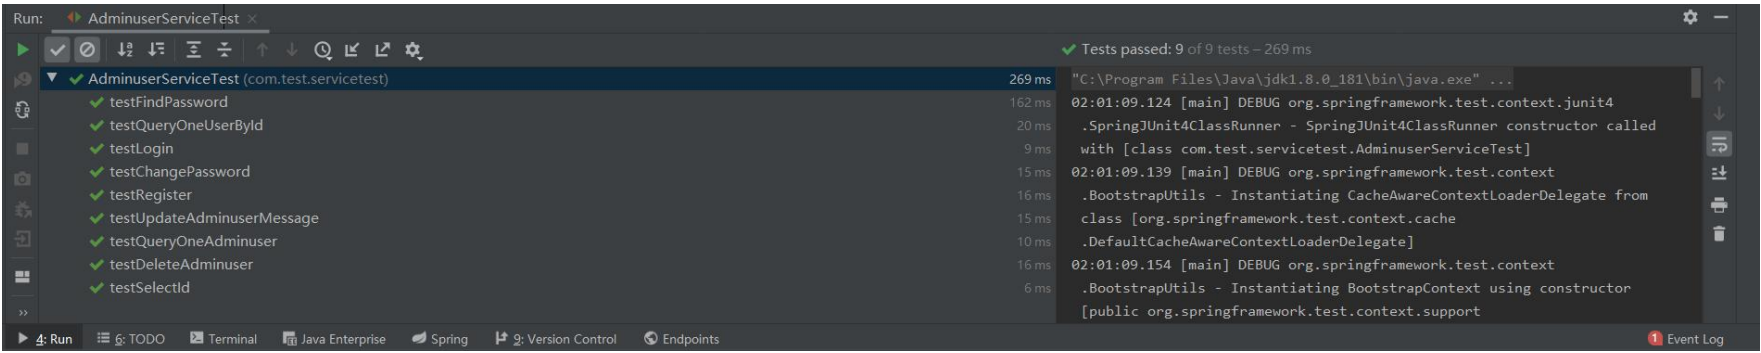 Run: AdminuserServiceTest
Tests passed: 9 of 9 tests – 269 ms
AdminuserServiceTest (com.test.servicetest) 269 ms
testFindPassword 162 ms
testQueryOneUserById 20 ms
testLogin 9 ms
testChangePassword 15 ms
testRegister 16 ms
testUpdateAdminuserMessage 15 ms
testQueryOneAdminuser 10 ms
testDeleteAdminuser 16 ms
testSelectId 6 ms
"C:\Program Files\Java\jdk1.8.0_181\bin\java.exe" ...
02:01:09.124 [main] DEBUG org.springframework.test.context.junit4
.SpringJUnit4ClassRunner - SpringJUnit4ClassRunner constructor called
with [class com.test.servicetest.AdminuserServiceTest]
02:01:09.139 [main] DEBUG org.springframework.test.context
.BootstrapUtils - Instantiating CacheAwareContextLoaderDelegate from
class [org.springframework.test.context.cache
.DefaultCacheAwareContextLoaderDelegate]
02:01:09.154 [main] DEBUG org.springframework.test.context
.BootstrapUtils - Instantiating BootstrapContext using constructor
[public org.springframework.test.context.support
4: Run 6: TODO Terminal Java Enterprise Spring 9: Version Control Endpoints 1 Event Log